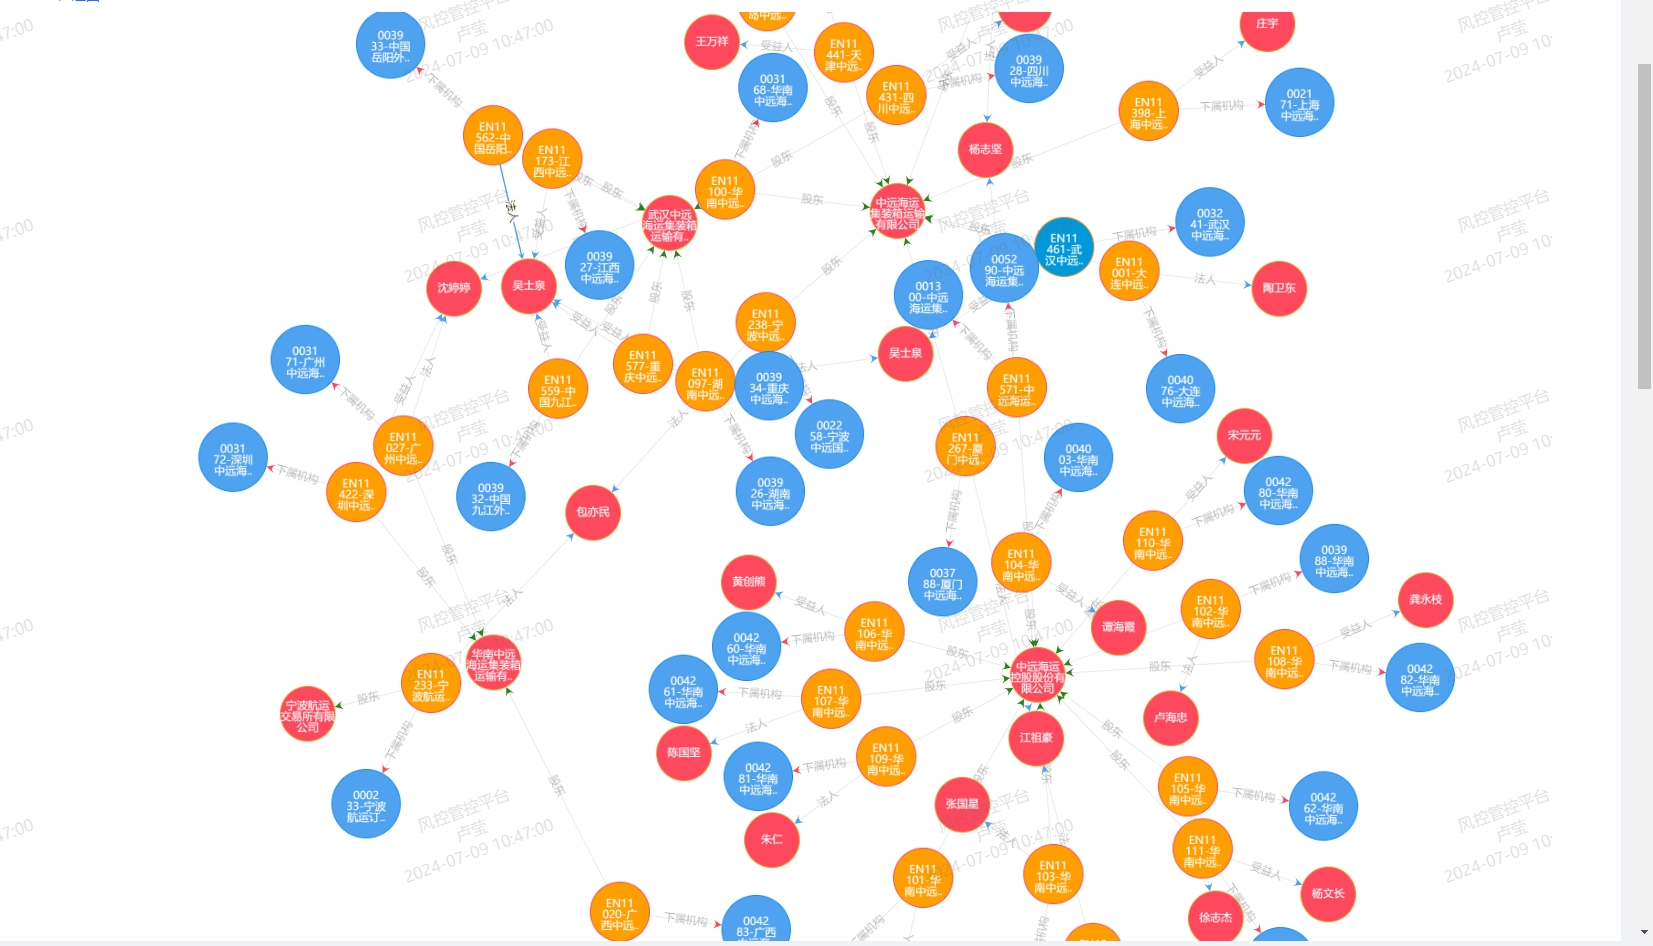 0039
33-中国
岳阳外..
王万祥
岛中远..
EN11
441-天
津中远..
0031
68-华南
中远海..
EN11
431-四
川中远..
0039
28-四川
中远海..
庄宇
EN11
398-上
海中远..
0021
71-上海
中远海..
EN11
562-中
国岳阳..
EN11
173-江
西中远..
杨志坚
EN11
100-华
南中远..
武汉中远
海运集装箱
运输有..
中远海运
集装箱运输
有限公司
0032
41-武汉
中远海..
EN11
461-武
汉中远..
0039
27-江西
中远海..
0052
90-中远
海运集..
EN11
001-大
连中远..
沈婷婷
吴士泉
0013
00-中远
海运集..
陶卫东
EN11
238-宁
波中远..
0031
71-广州
中远海..
吴士泉
EN11
577-重
庆中远..
EN11
097-湖
南中远..
0039
34-重庆
中远海..
EN11
559-中
国九江..
EN11
571-中
远海运..
0040
76-大连
中远海..
0022
58-宁波
中远国..
宋元元
EN11
027-广
州中远..
EN11
267-厦
门中远..
0031
72-深圳
中远海..
0040
03-华南
中远海..
EN11
422-深
圳中远..
0039
32-中国
九江外..
0039
26-湖南
中远海..
0042
80-华南
中远海..
包亦民
EN11
110-华
南中远..
0039
88-华南
中远海..
EN11
104-华
南中远..
黄创熊
0037
88-厦门
中远海..
龚永枝
EN11
102-华
南中远..
谭海霞
EN11
106-华
南中远..
0042
60-华南
中远海..
华南中远
海运集装箱
运输有..
EN11
108-华
南中远..
中远海运
控股股份有
限公司
0042
82-华南
中远海..
EN11
233-宁
波航运..
0042
61-华南
中远海..
EN11
107-华
南中远..
宁波航运
交易所有限
公司
卢海忠
江祖豪
陈国坚
EN11
109-华
南中远..
0042
81-华南
中远海..
EN11
105-华
南中远..
0002
33-宁波
航运订..
张国星
0042
62-华南
中远海..
朱仁
EN11
111-华
南中远..
EN11
101-华
南中远..
EN11
103-华
南中远..
杨文长
EN11
020-广
西中远..
0042
83-广西
中远海..
徐志杰
下属机构
股东
法人
受益人
风控管控平台
卢莹
2024-07-09 10:47:00